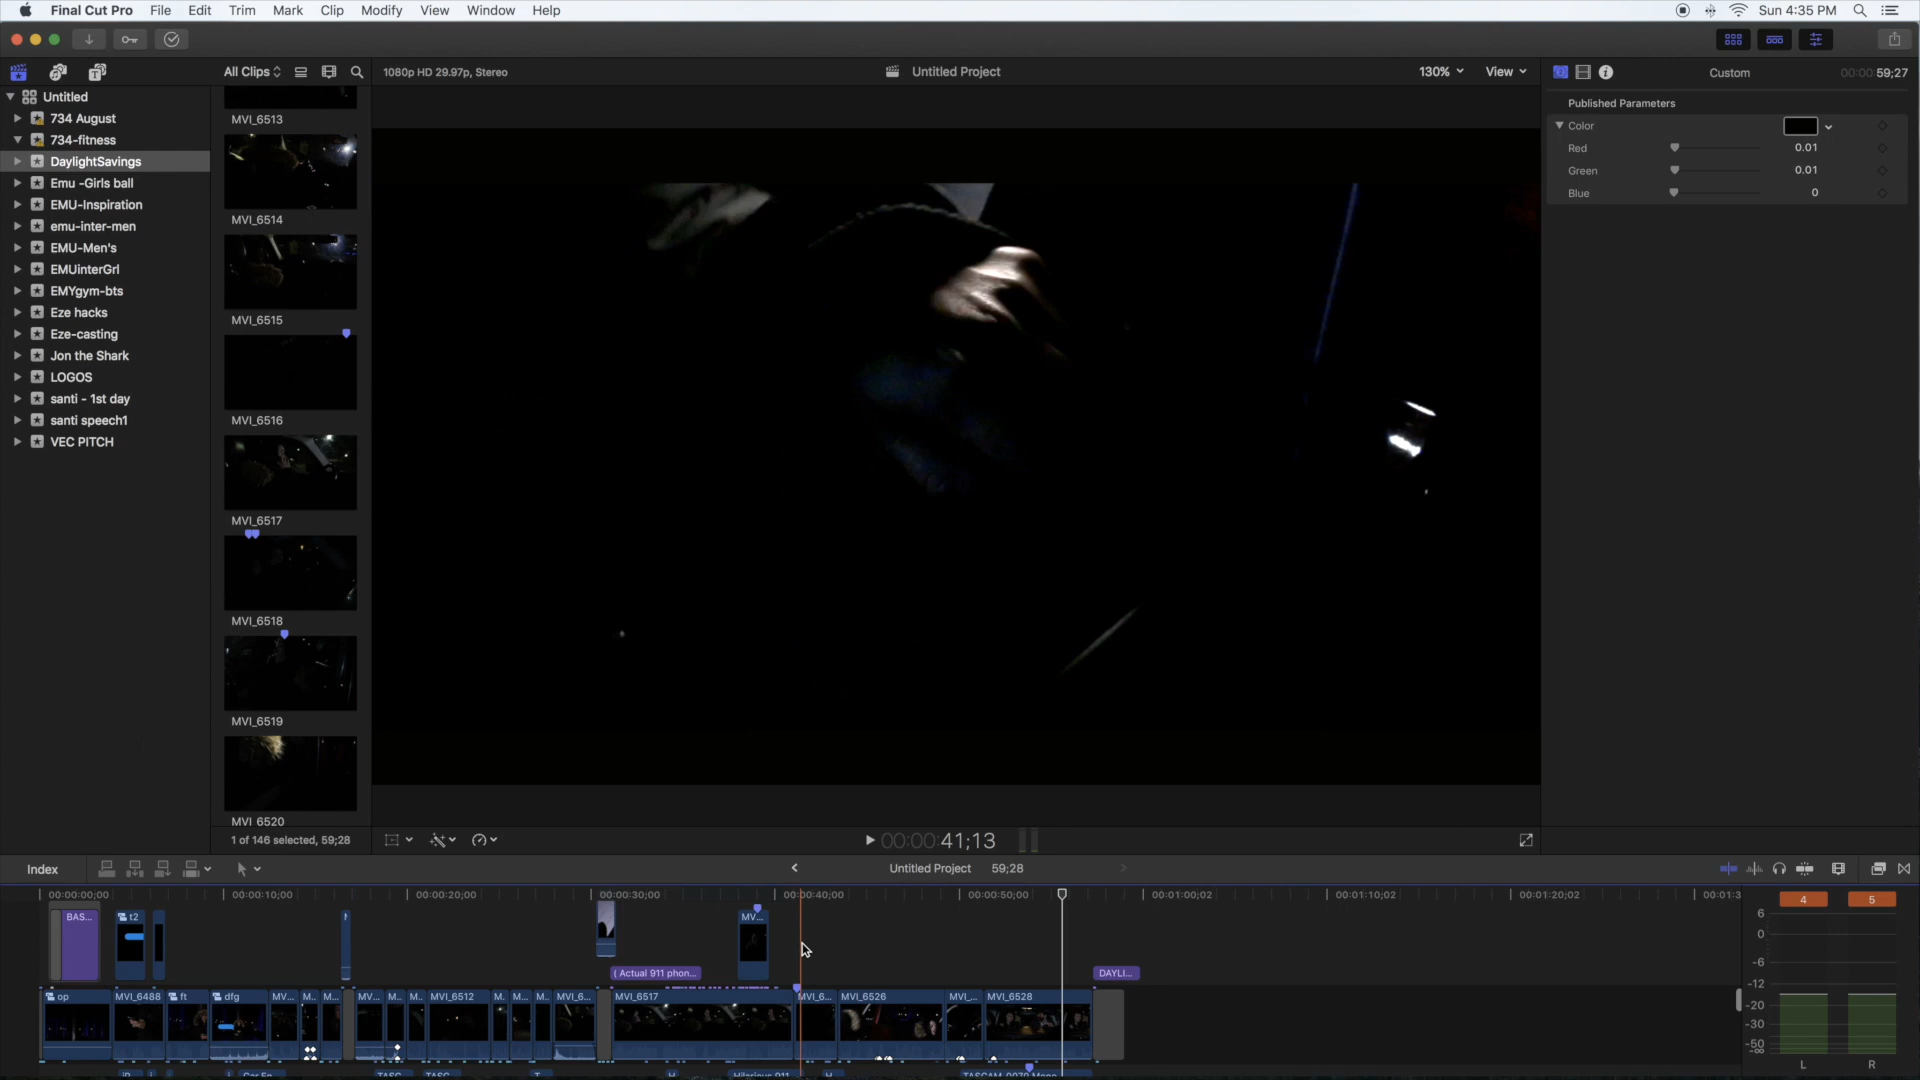 Final Cut Pro File Edit Trim Mark Clip Modify View Window Help Sun 4:35 PM
All Clips 1080p HD 29.97p, Stereo Untitled Project 130% View Custom 00:00:59;27
Untitled
734 August
734-fitness
DaylightSavings
Emu -Girls ball
EMU-Inspiration
emu-inter-men
EMU-Men's
EMUinterGrl
EMYgym-bts
Eze hacks
Eze-casting
Jon the Shark
LOGOS
santi - 1st day
santi speech1
VEC PITCH
MVI_6513
MVI_6514
MVI_6515
MVI_6516
MVI_6517
MVI_6518
MVI_6519
MVI_6520
1 of 146 selected, 59;28
Published Parameters
Color
Red 0.01
Green 0.01
Blue 0
00:00:41;13
Index Untitled Project 59;28
00:00:00;00 00:00:10;00 00:00:20;00 00:00:30;00 00:00:40;00 00:00:50;00 00:01:00;02 00:01:10;02 00:01:20;02 00:01:3
BAS... t2 MV...
( Actual 911 phon... DAYLI...
op MVI_6488 ft dfg MV... M. M... MV... M. M.. MVI_6512 M. M... M. MVI_6... MVI_6517 MVI_6... MVI_6526 MVI_... MVI_6528
TASC TASC T Hilarious 911 H TASCAM_0070 Mono
4 5
6
0
-6
-12
-20
-30
-50
-∞
L R